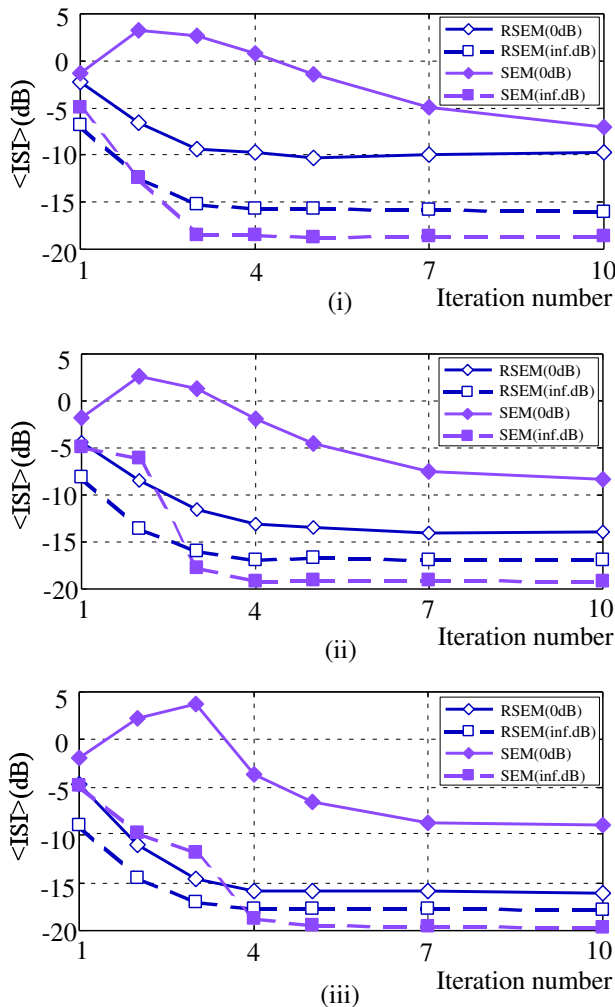 5
0
-5
-10
-15
-20
<ISI>(dB)
RSEM(0dB)
RSEM(inf.dB)
SEM(0dB)
SEM(inf.dB)
1
4
7
10
Iteration number
(i)
5
0
-5
-10
-15
-20
<ISI>(dB)
RSEM(0dB)
RSEM(inf.dB)
SEM(0dB)
SEM(inf.dB)
1
4
7
10
Iteration number
(ii)
5
0
-5
-10
-15
-20
<ISI>(dB)
RSEM(0dB)
RSEM(inf.dB)
SEM(0dB)
SEM(inf.dB)
1
4
7
10
Iteration number
(iii)